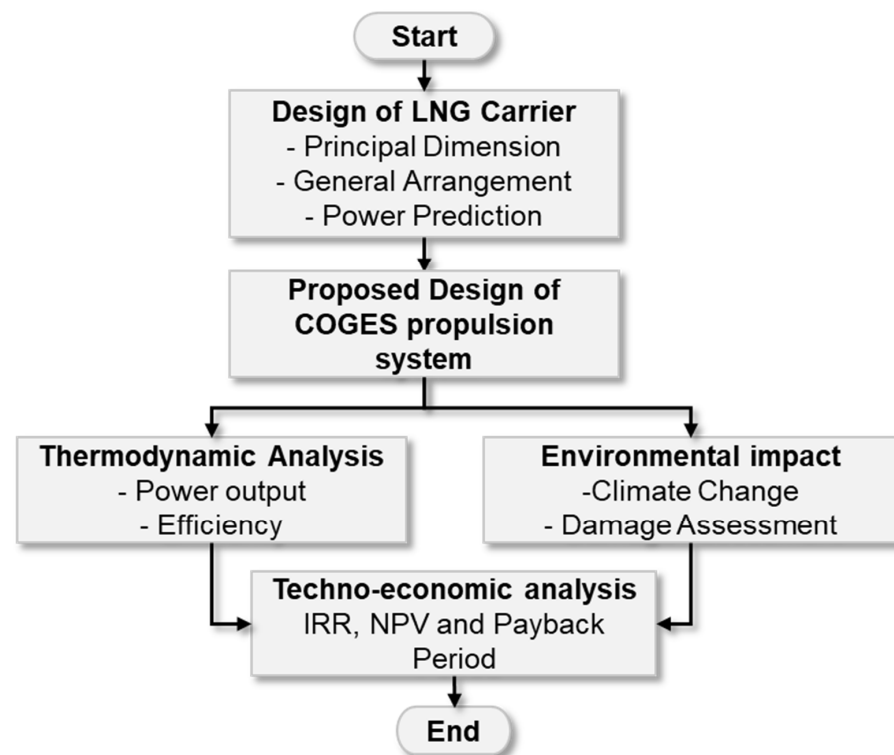 Start
Design of LNG Carrier
- Principal Dimension
- General Arrangement
- Power Prediction
Proposed Design of
COGES propulsion
system
Thermodynamic Analysis
- Power output
- Efficiency
Environmental impact
-Climate Change
- Damage Assessment
Techno-economic analysis
IRR, NPV and Payback
Period
End